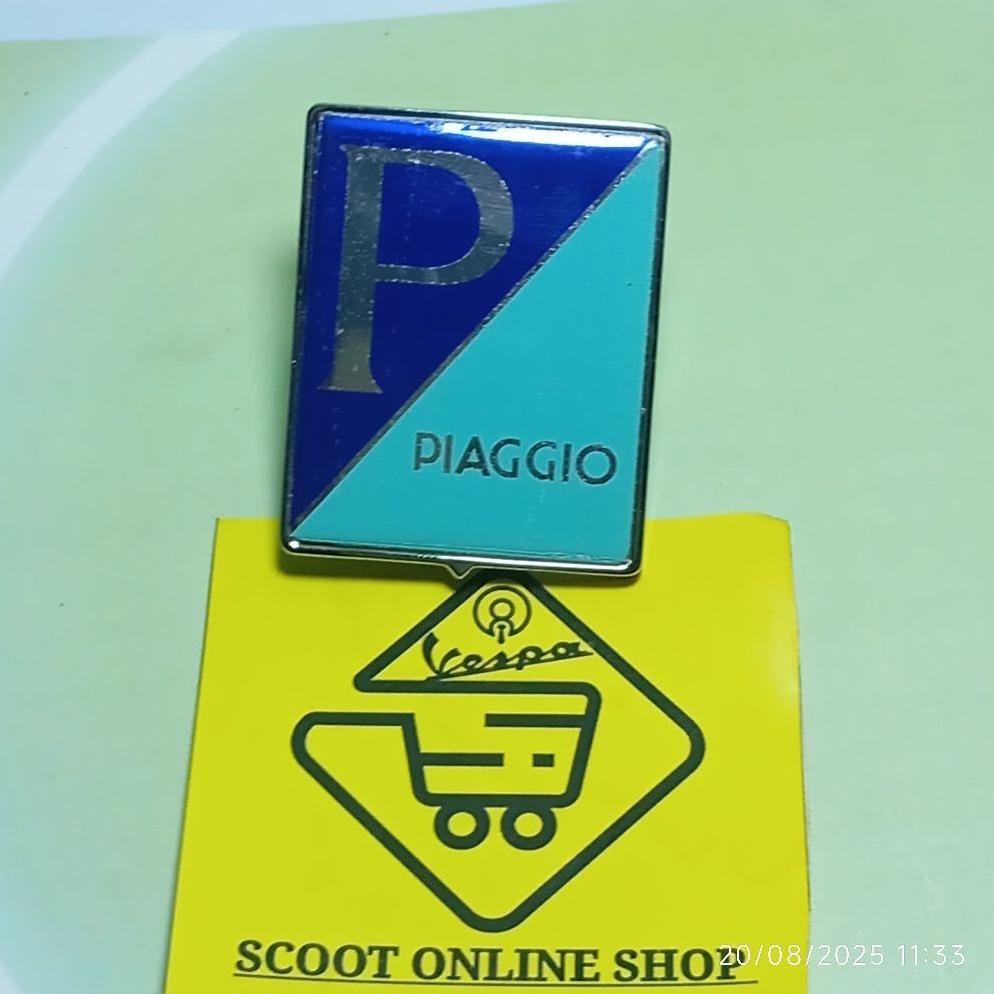 P
PIAGGIO
Vespa
SCOOT ONLINE SHOP
20/08/2025 11:33